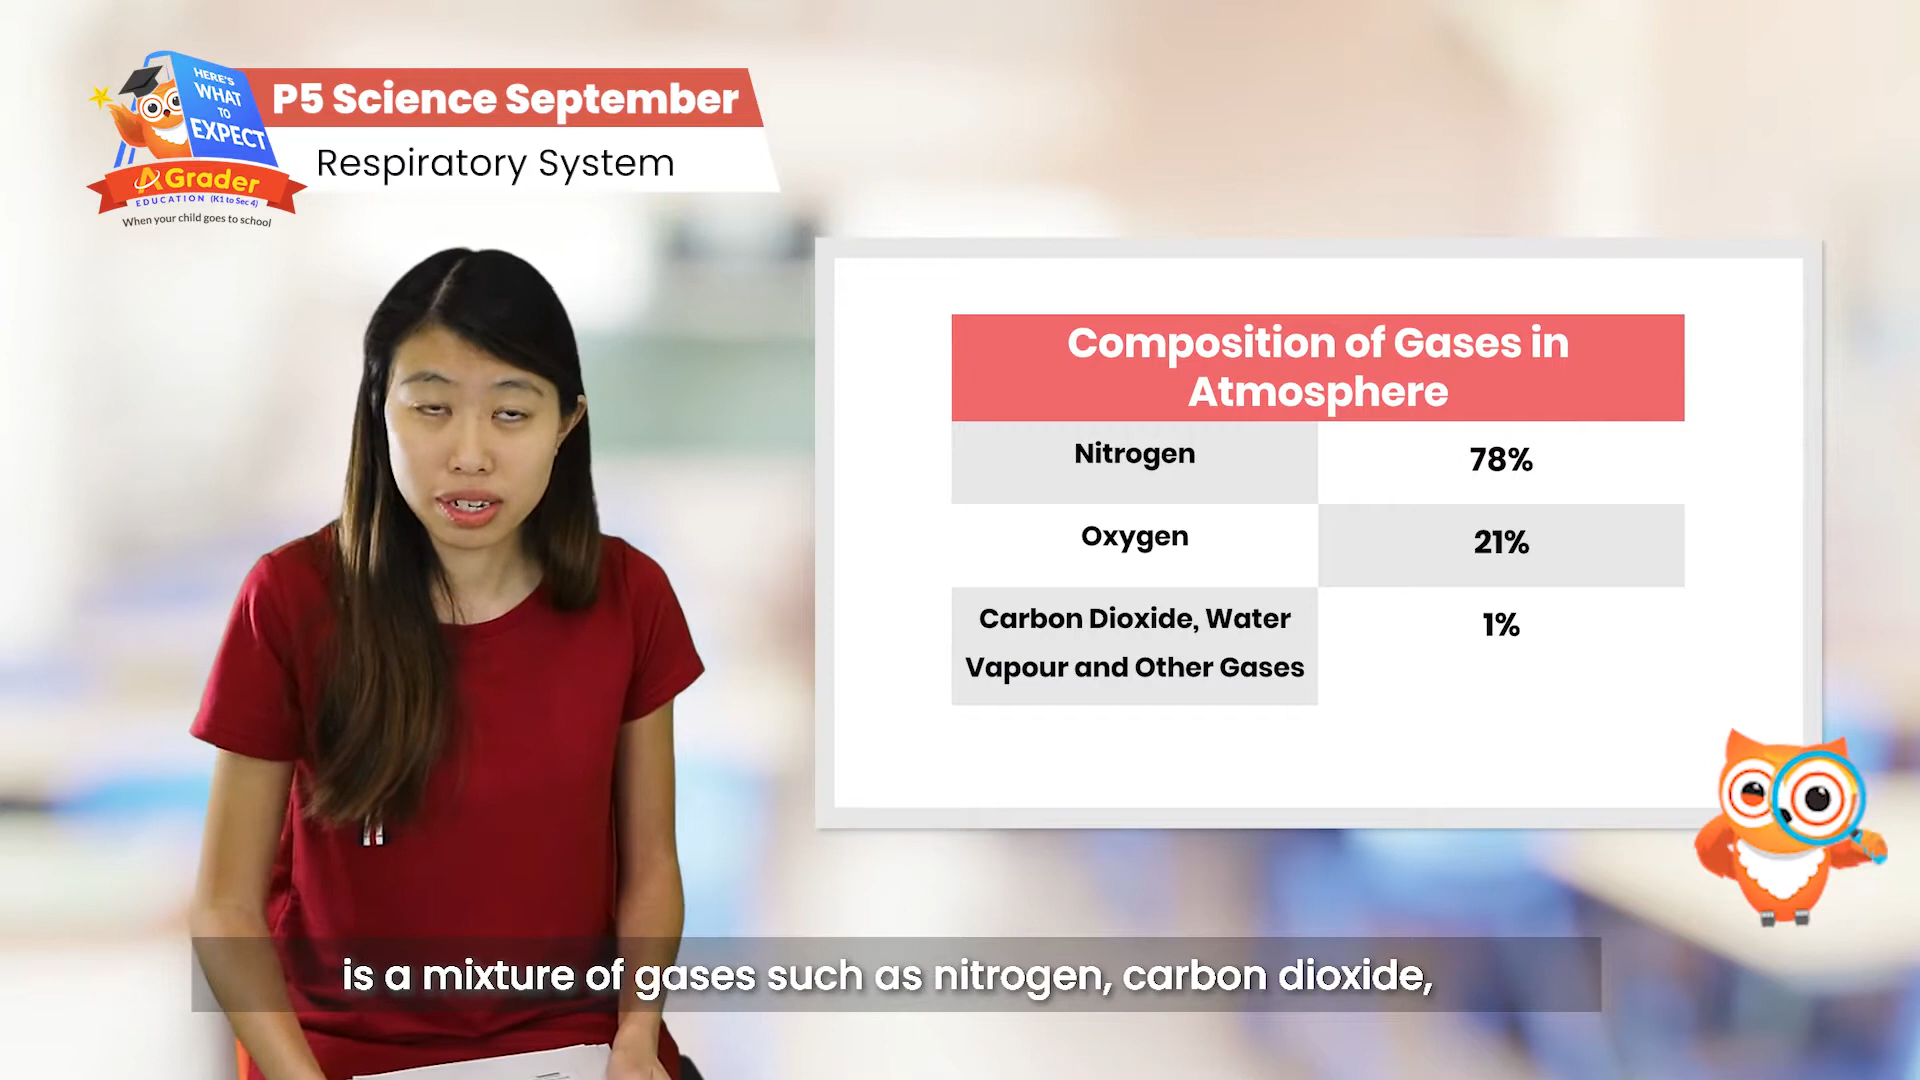 HERE'S
WHAT
TO
EXPECT
AGrader
EDUCATION (K1 to Sec 4)
When your child goes to school
P5 Science September
Respiratory System
Composition of Gases in
Atmosphere
Nitrogen 78%
Oxygen 21%
Carbon Dioxide, Water 1%
Vapour and Other Gases
is a mixture of gases such as nitrogen, carbon dioxide,